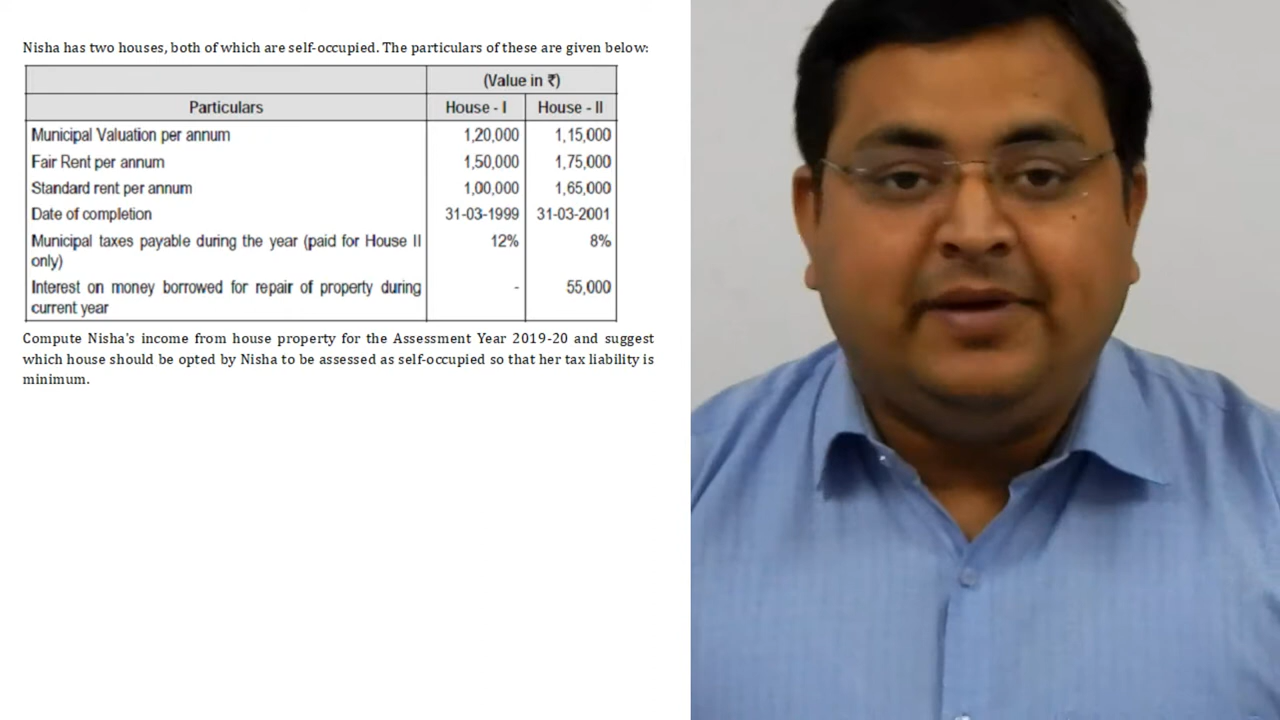 Nisha has two houses, both of which are self-occupied. The particulars of these are given below:
(Value in ₹)
Particulars House - I House - II
Municipal Valuation per annum 1,20,000 1,15,000
Fair Rent per annum 1,50,000 1,75,000
Standard rent per annum 1,00,000 1,65,000
Date of completion 31-03-1999 31-03-2001
Municipal taxes payable during the year (paid for House II 12% 8%
only)
Interest on money borrowed for repair of property during - 55,000
current year
Compute Nisha's income from house property for the Assessment Year 2019-20 and suggest
which house should be opted by Nisha to be assessed as self-occupied so that her tax liability is
minimum.